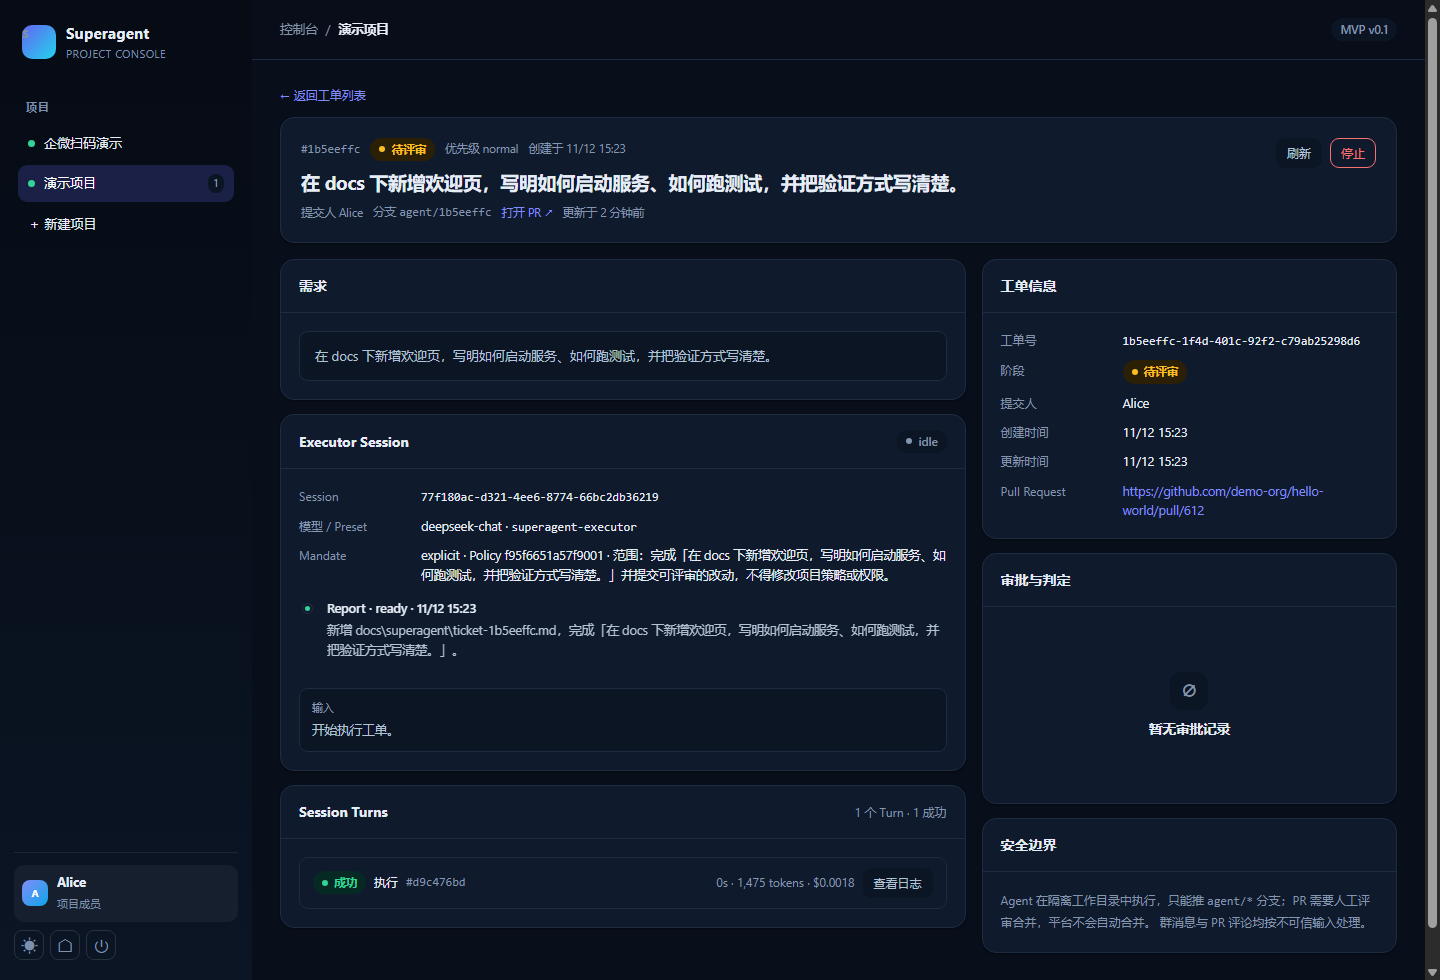 Superagent
PROJECT CONSOLE
项目
企微扫码演示
演示项目 1
+ 新建项目
Alice
项目成员
A
控制台 / 演示项目
MVP v0.1
← 返回工单列表
#1b5eeffc 待评审 优先级 normal 创建于 11/12 15:23
刷新 停止
在 docs 下新增欢迎页，写明如何启动服务、如何跑测试，并把验证方式写清楚。
提交人 Alice 分支 agent/1b5eeffc 打开 PR ↗ 更新于 2 分钟前
需求
在 docs 下新增欢迎页，写明如何启动服务、如何跑测试，并把验证方式写清楚。
Executor Session idle
Session 77f180ac-d321-4ee6-8774-66bc2db36219
模型 / Preset deepseek-chat · superagent-executor
Mandate explicit · Policy f95f6651a57f9001 · 范围：完成「在 docs 下新增欢迎页，写明如何启动服务、如
何跑测试，并把验证方式写清楚。」并提交可评审的改动，不得修改项目策略或权限。
Report · ready · 11/12 15:23
新增 docs\superagent\ticket-1b5eeffc.md，完成「在 docs 下新增欢迎页，写明如何启动服务、如何跑测试，并
把验证方式写清楚。」。
输入
开始执行工单。
Session Turns 1 个 Turn · 1 成功
成功 执行 #d9c476bd 0s · 1,475 tokens · $0.0018 查看日志
工单信息
工单号 1b5eeffc-1f4d-401c-92f2-c79ab25298d6
阶段 待评审
提交人 Alice
创建时间 11/12 15:23
更新时间 11/12 15:23
Pull Request https://github.com/demo-org/hello-
world/pull/612
审批与判定
暂无审批记录
安全边界
Agent 在隔离工作目录中执行，只能推 agent/* 分支；PR 需要人工评
审合并，平台不会自动合并。 群消息与 PR 评论均按不可信输入处理。